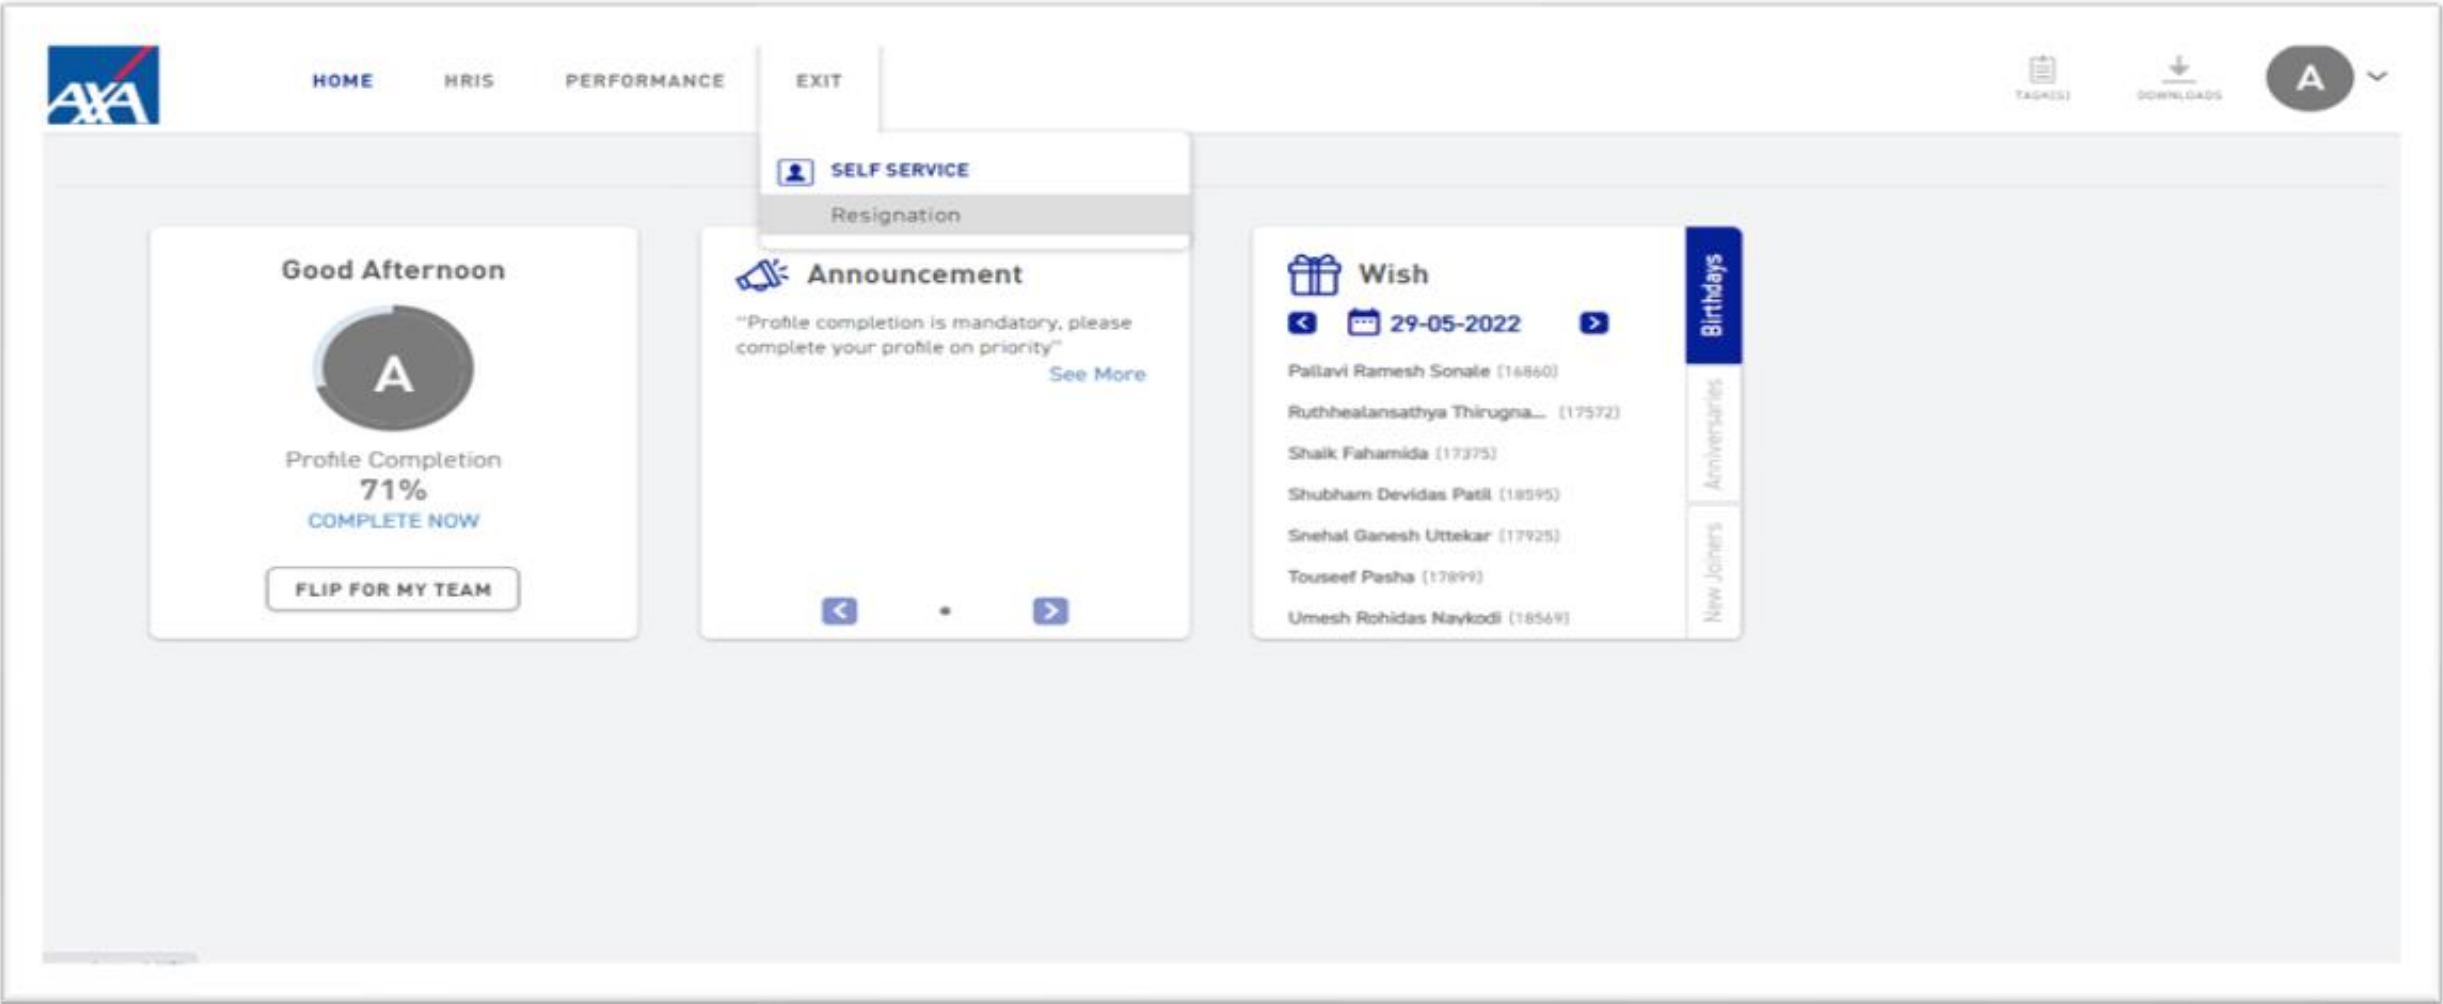 AXA
HOME HRIS PERFORMANCE EXIT
TASK(S) DOWNLOADS A
SELF SERVICE
Resignation
Good Afternoon
A
Profile Completion
71%
COMPLETE NOW
FLIP FOR MY TEAM
Announcement
"Profile completion is mandatory, please
complete your profile on priority"
See More
Wish
29-05-2022
Pallavi Ramesh Sonale (16860)
Ruthhealansathya Thirugna... (17572)
Shaik Fahamida (17375)
Shubham Devidas Patil (18595)
Snehal Ganesh Uttekar (17925)
Touseef Pasha (17899)
Umesh Rohidas Naykodi (18569)
Birthdays
Anniversaries
New Joiners